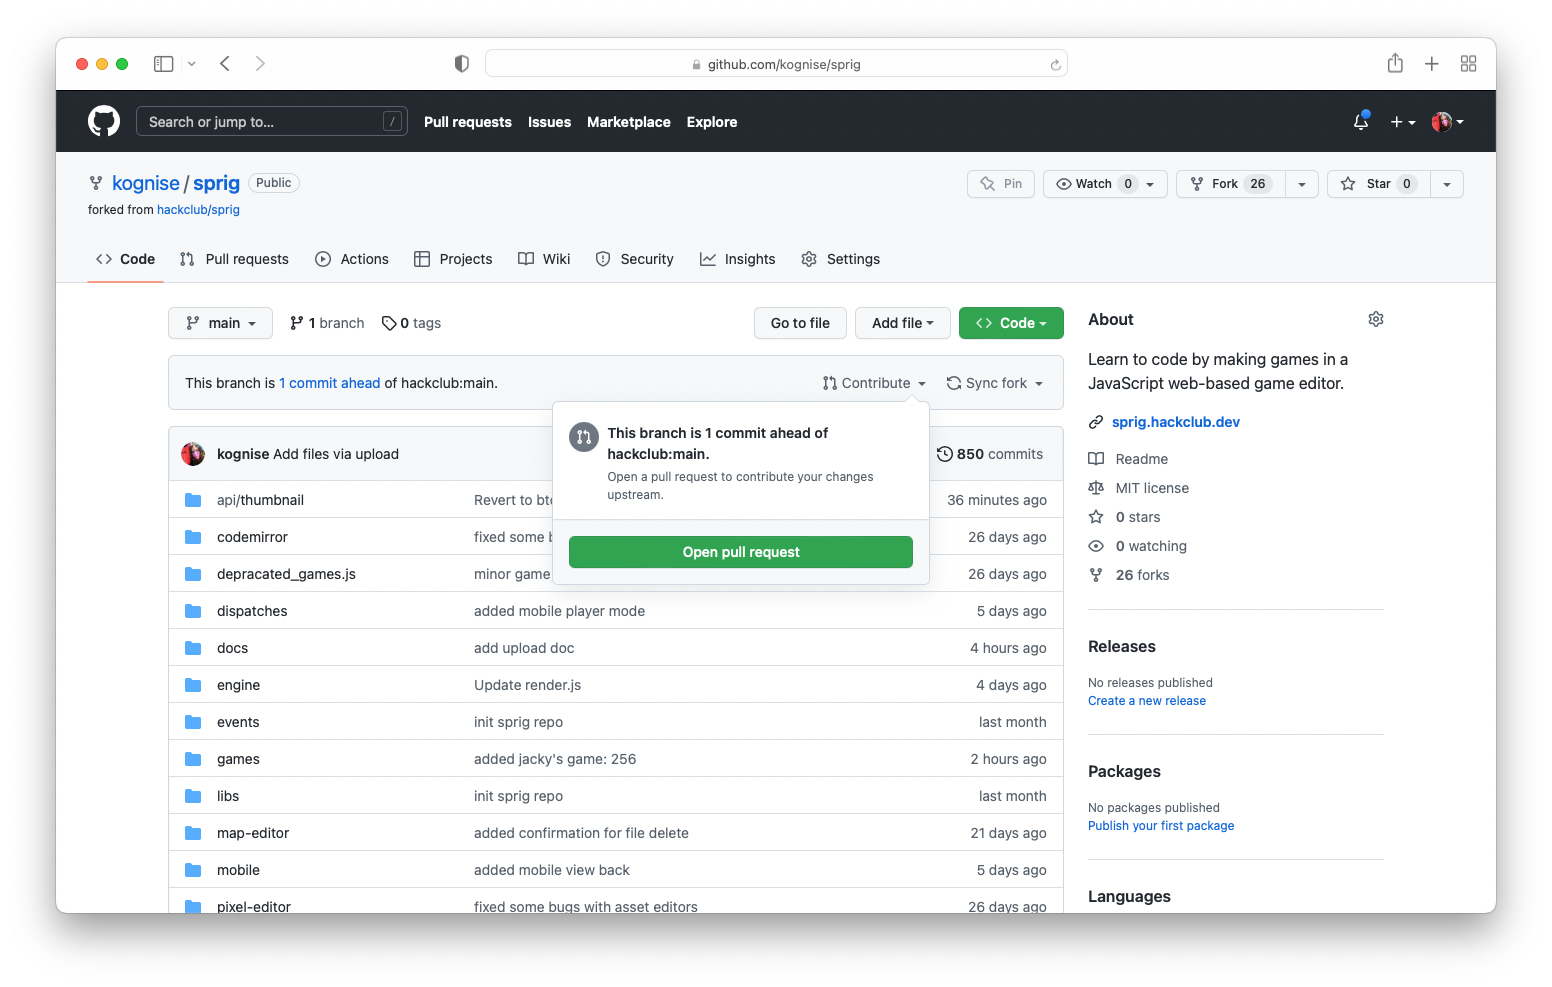 github.com/kognise/sprig
Search or jump to... /
Pull requests Issues Marketplace Explore
kognise / sprig Public
Pin Watch 0 Fork 26 Star 0
forked from hackclub/sprig
Code Pull requests Actions Projects Wiki Security Insights Settings
main 1 branch 0 tags Go to file Add file Code
This branch is 1 commit ahead of hackclub:main. Contribute Sync fork
This branch is 1 commit ahead of
hackclub:main.
Open a pull request to contribute your changes
upstream.
Open pull request
kognise Add files via upload 850 commits
api/thumbnail Revert to 36 minutes ago
codemirror fixed some 26 days ago
depracated_games.js minor game 26 days ago
dispatches added mobile player mode 5 days ago
docs add upload doc 4 hours ago
engine Update render.js 4 days ago
events init sprig repo last month
games added jacky's game: 256 2 hours ago
libs init sprig repo last month
map-editor added confirmation for file delete 21 days ago
mobile added mobile view back 5 days ago
pixel-editor fixed some bugs with asset editors 26 days ago
About
Learn to code by making games in a
JavaScript web-based game editor.
sprig.hackclub.dev
Readme
MIT license
0 stars
0 watching
26 forks
Releases
No releases published
Create a new release
Packages
No packages published
Publish your first package
Languages